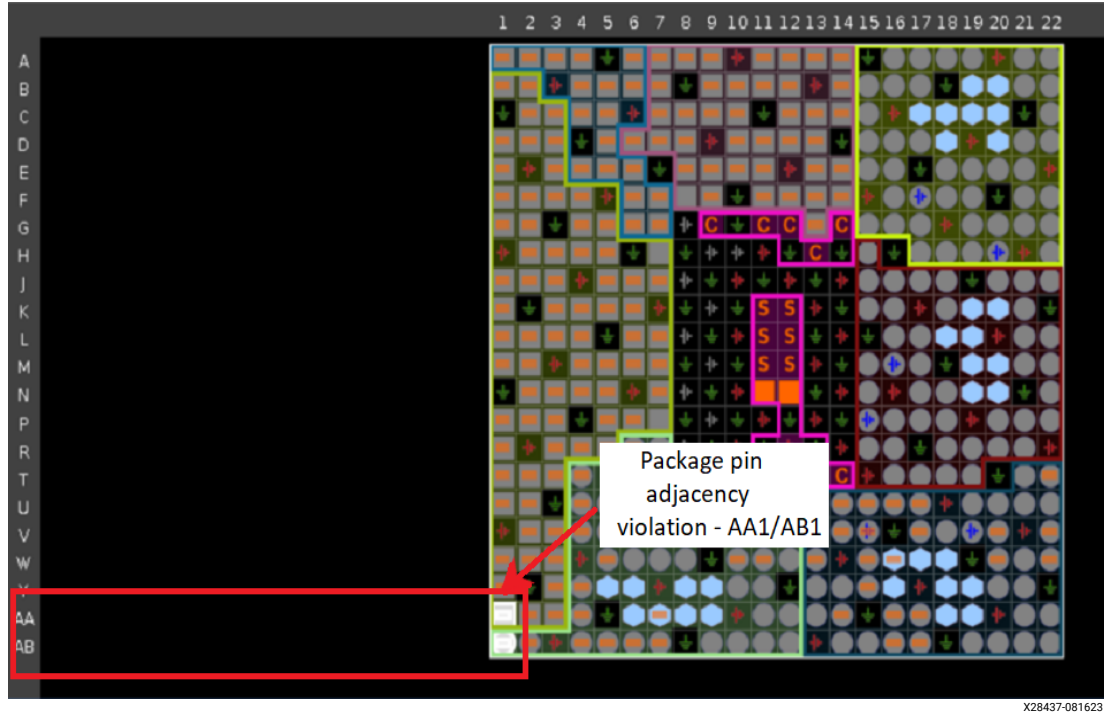 1 2 3 4 5 6 7 8 9 10 11 12 13 14 15 16 17 18 19 20 21 22
A
B
C
D
E
F
G
C C C C
H
C
J
K
S S
L
S S
M
S S
N
P
R
T
C
U
V
W
Y
AA
AB
Package pin
adjacency
violation - AA1/AB1
X28437-081623